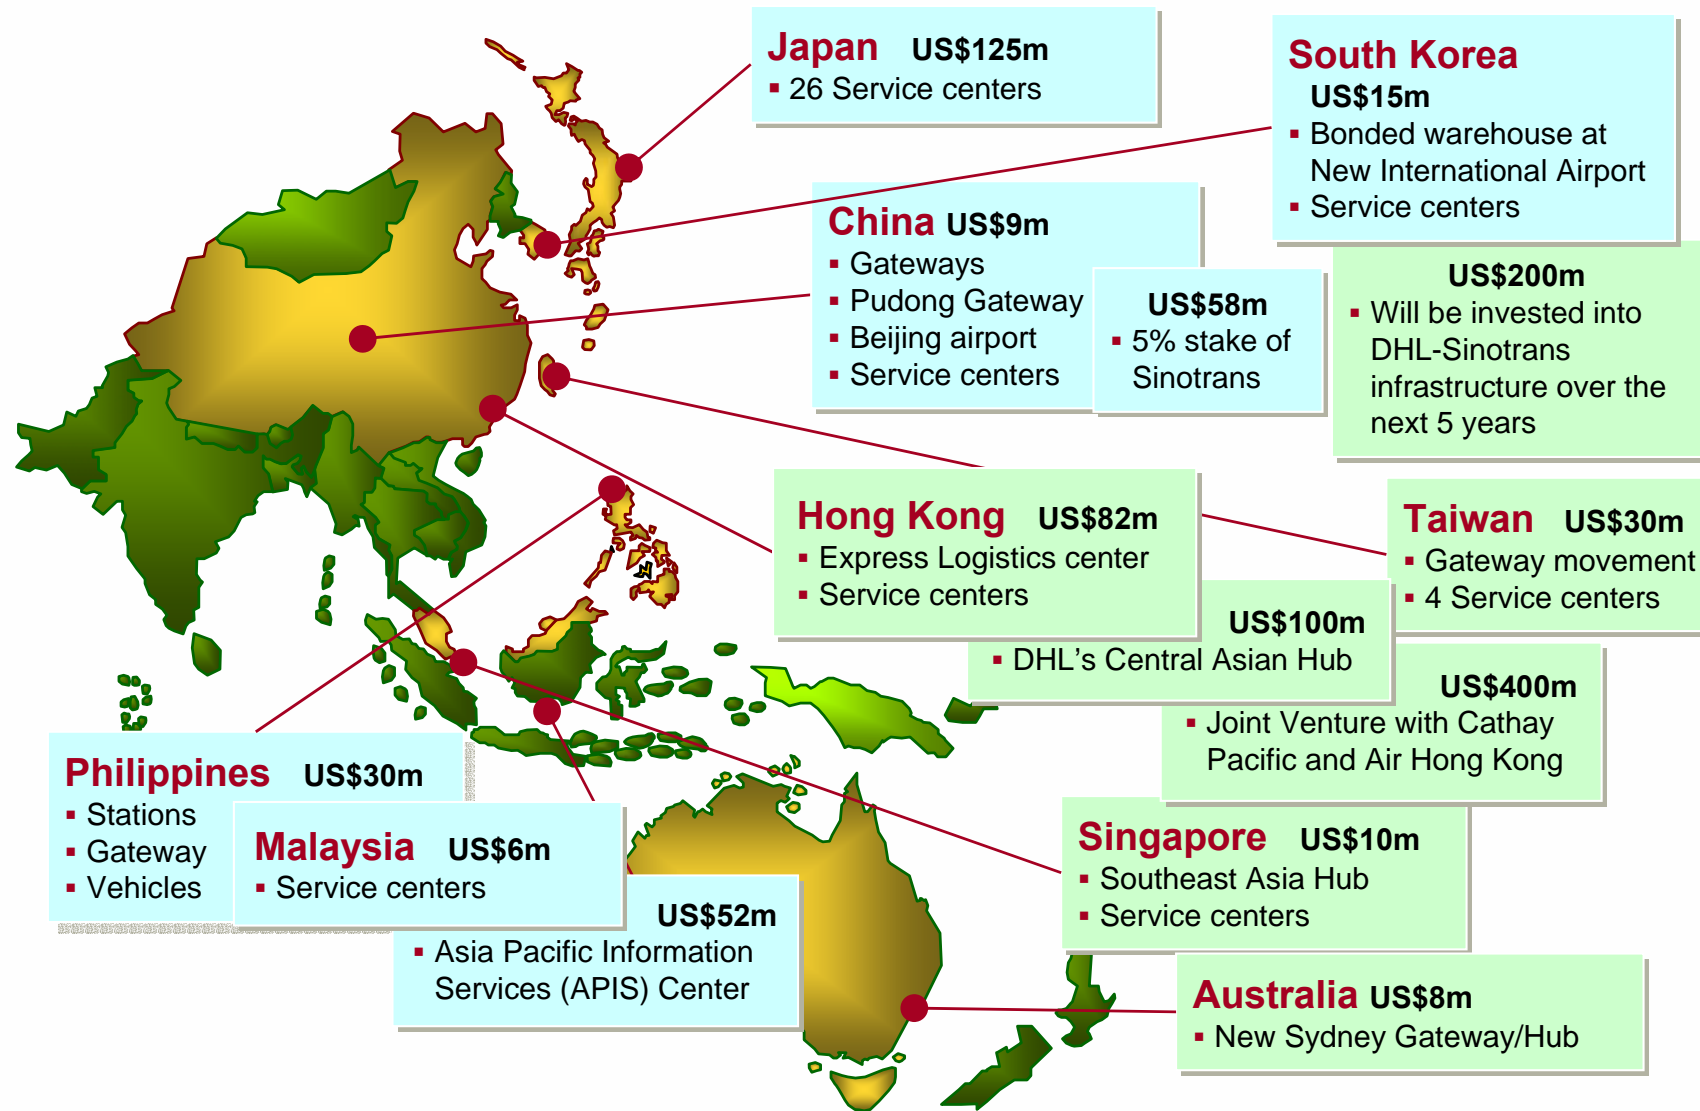 Japan US$125m
▪ 26 Service centers
South Korea
US$15m
▪ Bonded warehouse at
New International Airport
▪ Service centers
China US$9m
▪ Gateways
▪ Pudong Gateway
▪ Beijing airport
▪ Service centers
US$58m
▪ 5% stake of
Sinotrans
US$200m
▪ Will be invested into
DHL-Sinotrans
infrastructure over the
next 5 years
Hong Kong US$82m
▪ Express Logistics center
▪ Service centers
Taiwan US$30m
▪ Gateway movement
▪ 4 Service centers
US$100m
▪ DHL's Central Asian Hub
US$400m
▪ Joint Venture with Cathay
Pacific and Air Hong Kong
Philippines US$30m
▪ Stations
▪ Gateway
▪ Vehicles
Malaysia US$6m
▪ Service centers
US$52m
▪ Asia Pacific Information
Services (APIS) Center
Singapore US$10m
▪ Southeast Asia Hub
▪ Service centers
Australia US$8m
▪ New Sydney Gateway/Hub